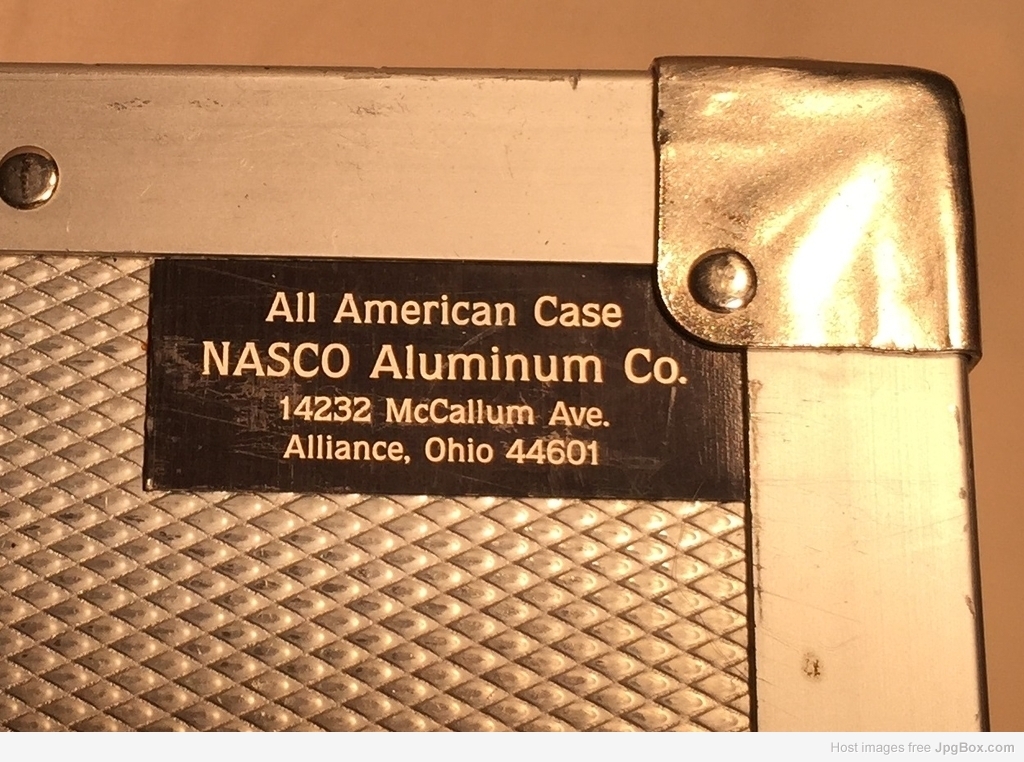 All American Case
NASCO Aluminum Co.
14232 McCallum Ave.
Alliance, Ohio 44601
Host images free JpgBox.com